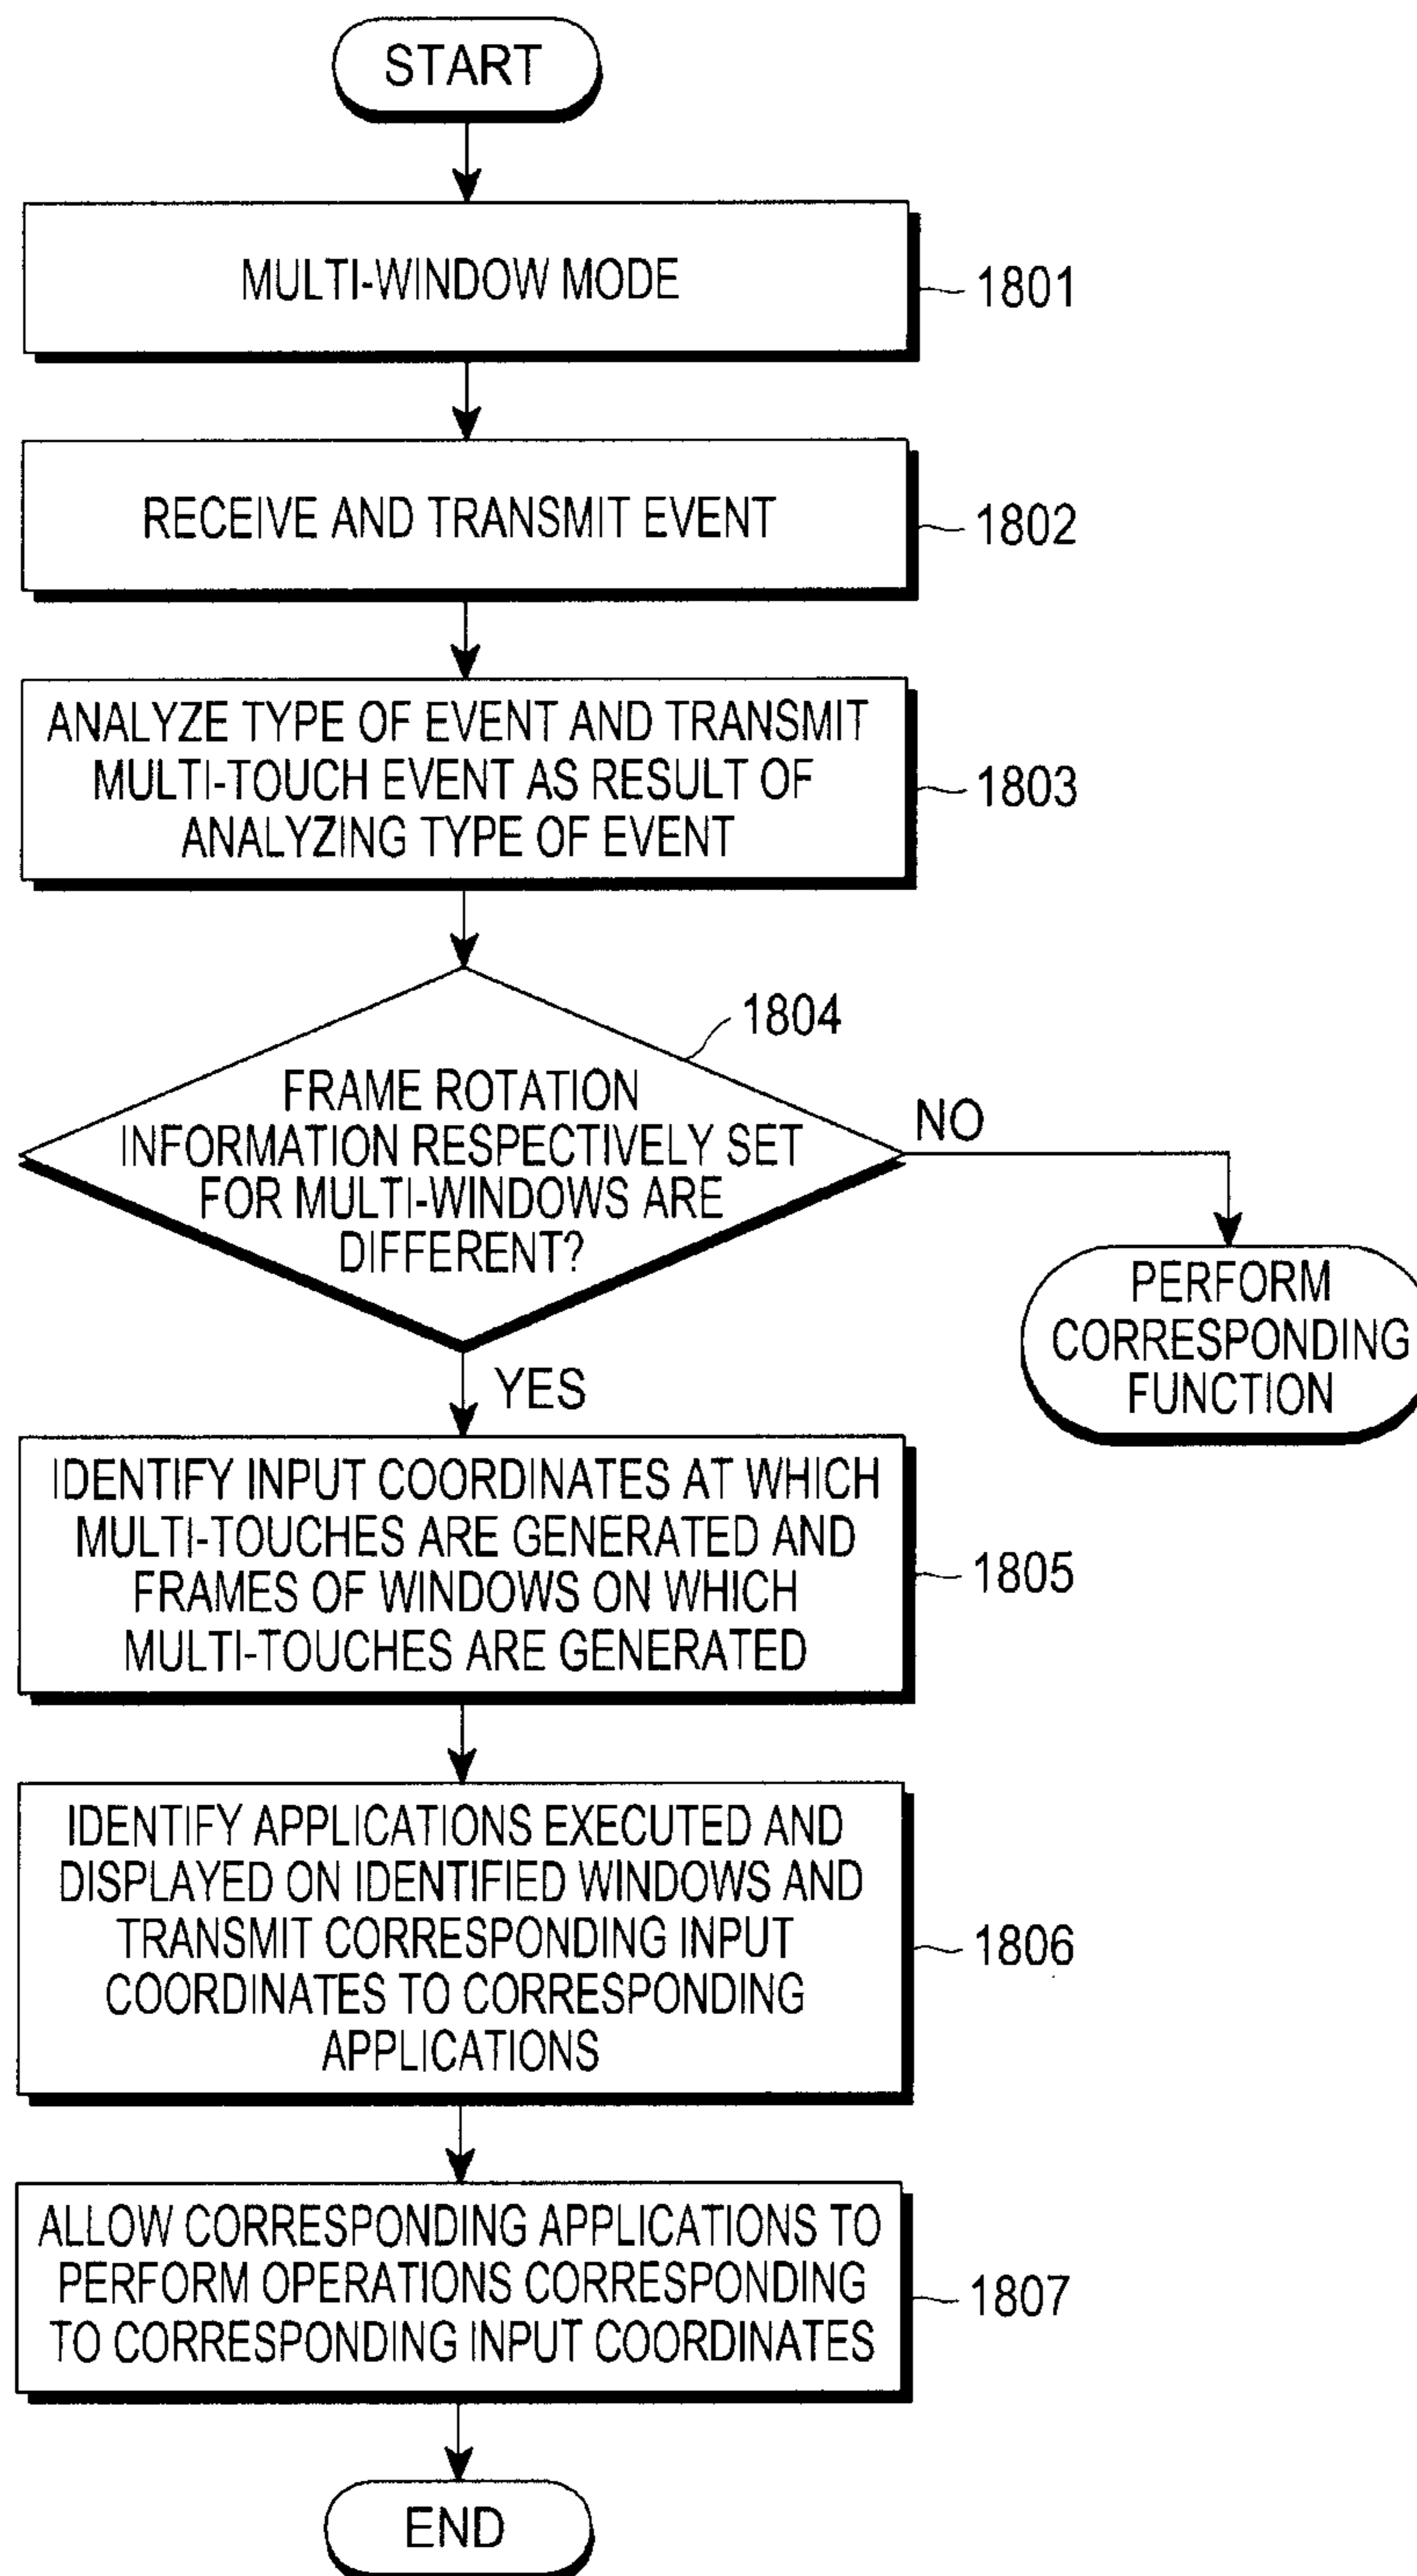 START
MULTI-WINDOW MODE
1801
RECEIVE AND TRANSMIT EVENT
1802
ANALYZE TYPE OF EVENT AND TRANSMIT
MULTI-TOUCH EVENT AS RESULT OF
ANALYZING TYPE OF EVENT
1803
1804
FRAME ROTATION
INFORMATION RESPECTIVELY SET
FOR MULTI-WINDOWS ARE
DIFFERENT?
NO
PERFORM
CORRESPONDING
FUNCTION
YES
IDENTIFY INPUT COORDINATES AT WHICH
MULTI-TOUCHES ARE GENERATED AND
FRAMES OF WINDOWS ON WHICH
MULTI-TOUCHES ARE GENERATED
1805
IDENTIFY APPLICATIONS EXECUTED AND
DISPLAYED ON IDENTIFIED WINDOWS AND
TRANSMIT CORRESPONDING INPUT
COORDINATES TO CORRESPONDING
APPLICATIONS
1806
ALLOW CORRESPONDING APPLICATIONS TO
PERFORM OPERATIONS CORRESPONDING
TO CORRESPONDING INPUT COORDINATES
1807
END